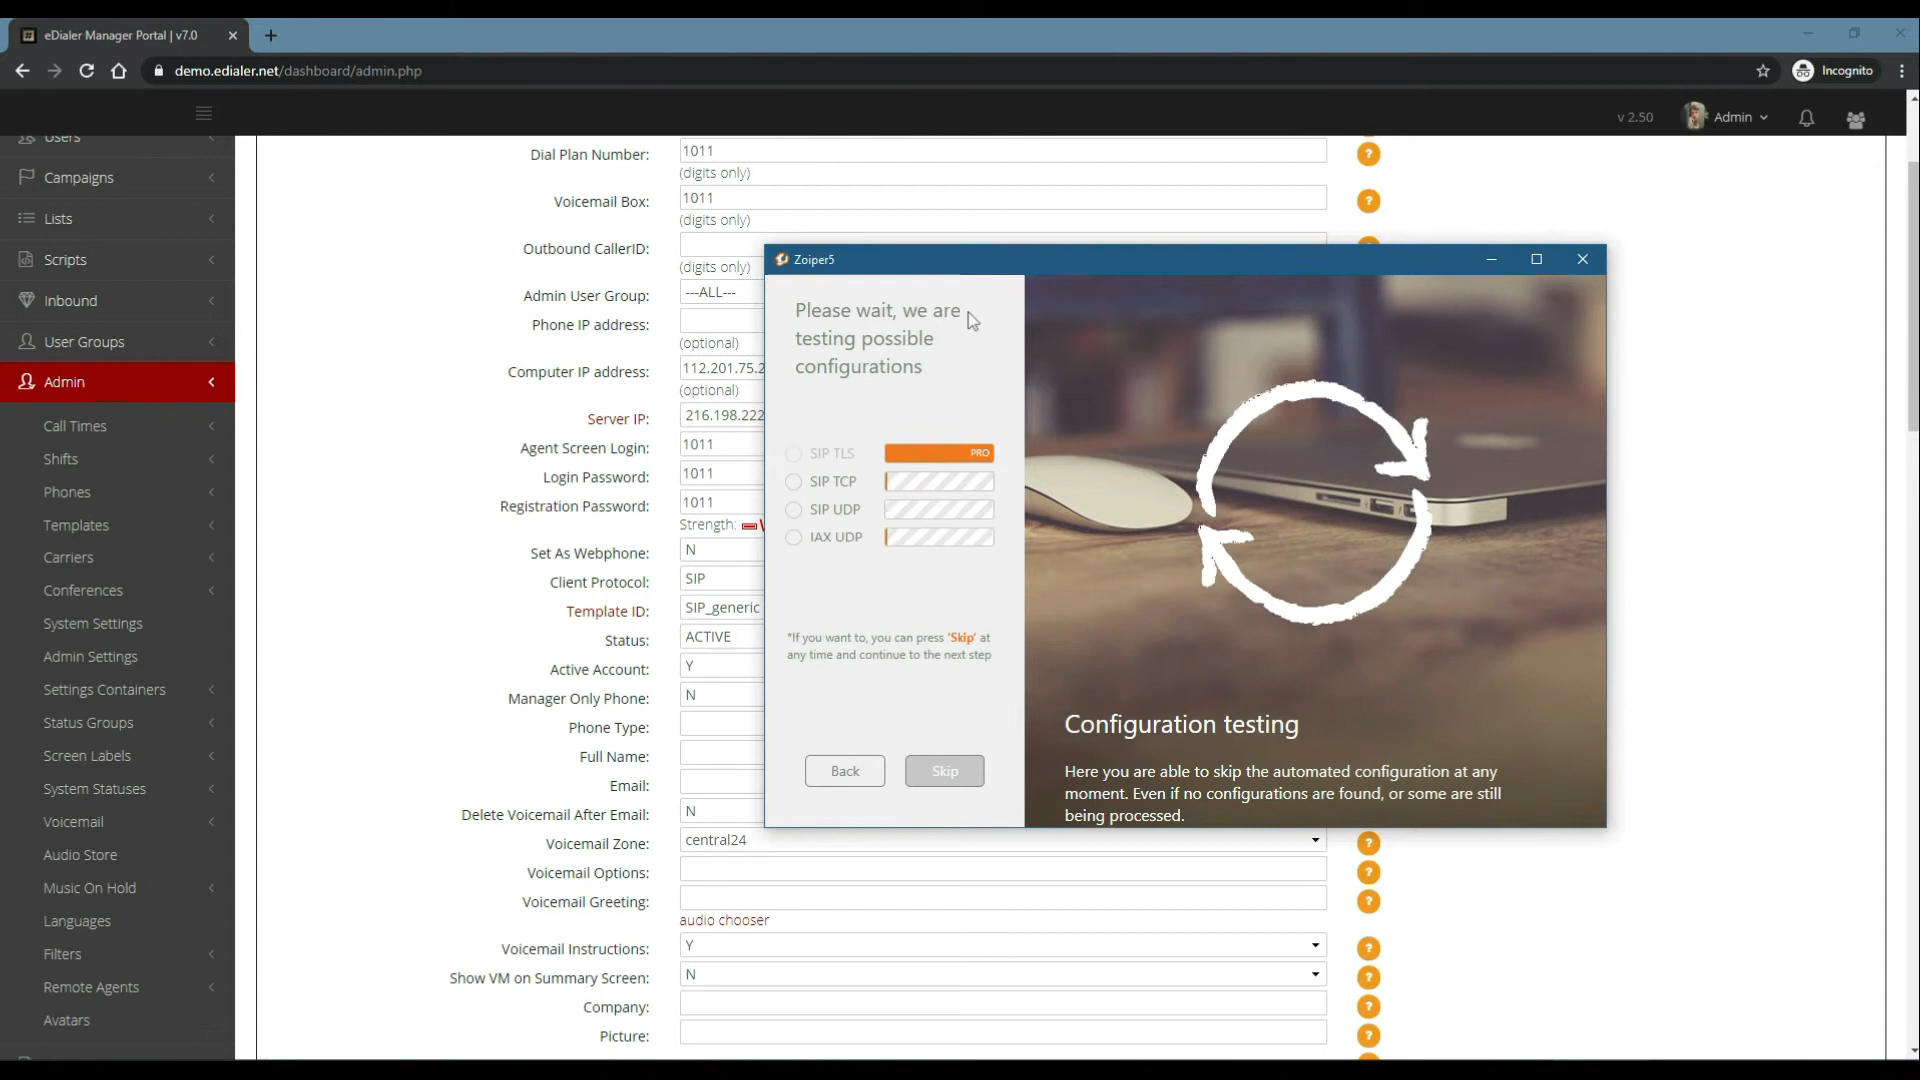 eDialer Manager Portal | v7.0
demo.edialer.net/dashboard/admin.php
Incognito
v 2.50
Admin
Users
Campaigns
Lists
Scripts
Inbound
User Groups
Admin
Call Times
Shifts
Phones
Templates
Carriers
Conferences
System Settings
Admin Settings
Settings Containers
Status Groups
Screen Labels
System Statuses
Voicemail
Audio Store
Music On Hold
Languages
Filters
Remote Agents
Avatars
Dial Plan Number: 1011 ?
(digits only)
Voicemail Box: 1011 ?
(digits only)
Outbound CallerID:
(digits only)
Admin User Group: ---ALL---
Phone IP address:
(optional)
Computer IP address: 112.201.75.2
(optional)
Server IP: 216.198.222
Agent Screen Login: 1011
Login Password: 1011
Registration Password: 1011
Strength:
Set As Webphone: N
Client Protocol: SIP
Template ID: SIP_generic
Status: ACTIVE
Active Account: Y
Manager Only Phone: N
Phone Type:
Full Name:
Email:
Delete Voicemail After Email: N
Voicemail Zone: central24 ?
Voicemail Options: ?
Voicemail Greeting: ?
audio chooser
Voicemail Instructions: Y ?
Show VM on Summary Screen: N ?
Company: ?
Picture: ?
Zoiper5
Please wait, we are
testing possible
configurations
SIP TLS PRO
SIP TCP
SIP UDP
IAX UDP
*If you want to, you can press 'Skip' at
any time and continue to the next step
Back
Skip
Configuration testing
Here you are able to skip the automated configuration at any
moment. Even if no configurations are found, or some are still
being processed.